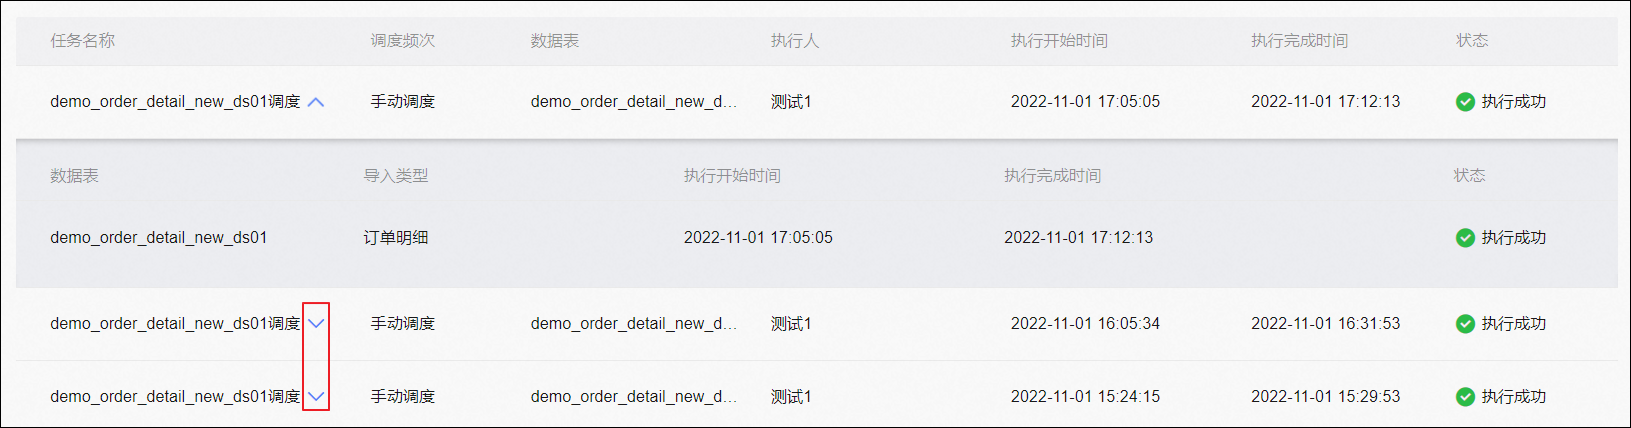 任务名称 调度频次 数据表 执行人 执行开始时间 执行完成时间 状态
demo_order_detail_new_ds01调度 手动调度 demo_order_detail_new_d... 测试1 2022-11-01 17:05:05 2022-11-01 17:12:13 执行成功
数据表 导入类型 执行开始时间 执行完成时间 状态
demo_order_detail_new_ds01 订单明细 2022-11-01 17:05:05 2022-11-01 17:12:13 执行成功
demo_order_detail_new_ds01调度 手动调度 demo_order_detail_new_d... 测试1 2022-11-01 16:05:34 2022-11-01 16:31:53 执行成功
demo_order_detail_new_ds01调度 手动调度 demo_order_detail_new_d... 测试1 2022-11-01 15:24:15 2022-11-01 15:29:53 执行成功